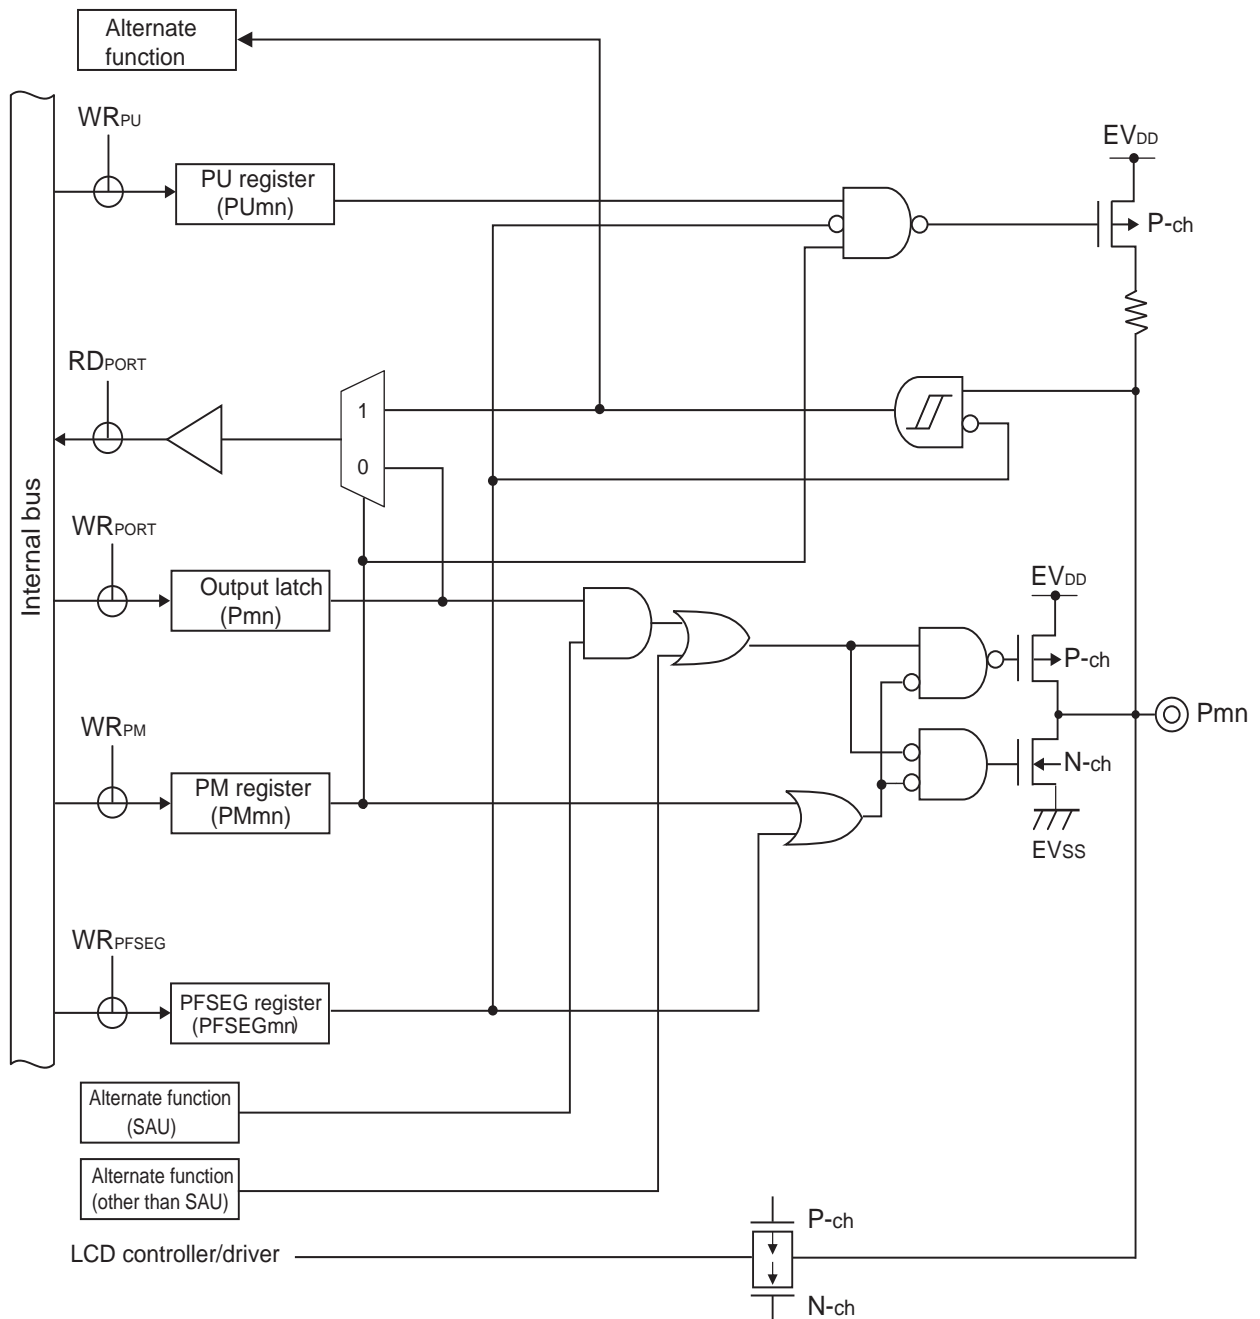 Alternate
function
WRPU
EVDD
PU register
(PUmn)
P-ch
RDPORT
1
0
Internal bus
WRPORT
Output latch
(Pmn)
EVDD
P-ch
Pmn
WRPM
N-ch
PM register
(PMmn)
EVSS
WRPFSEG
PFSEG register
(PFSEGmn)
Alternate function
(SAU)
Alternate function
(other than SAU)
P-ch
LCD controller/driver
N-ch